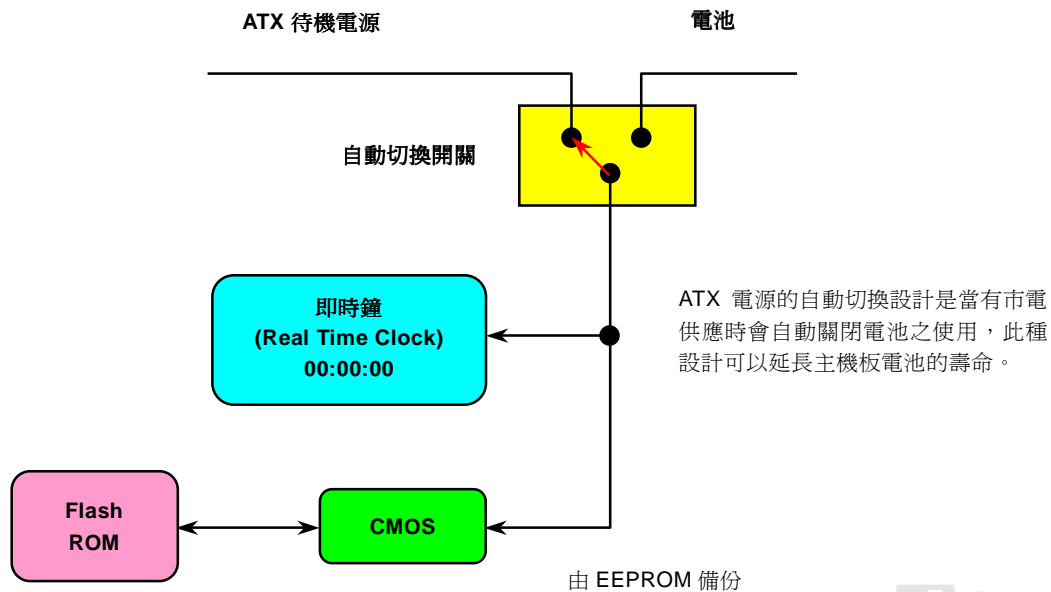 ATX 待機電源
電池
自動切換開關
即時鐘
(Real Time Clock)
00:00:00
ATX 電源的自動切換設計是當有市電
供應時會自動關閉電池之使用，此種
設計可以延長主機板電池的壽命。
Flash
ROM
CMOS
由 EEPROM 備份